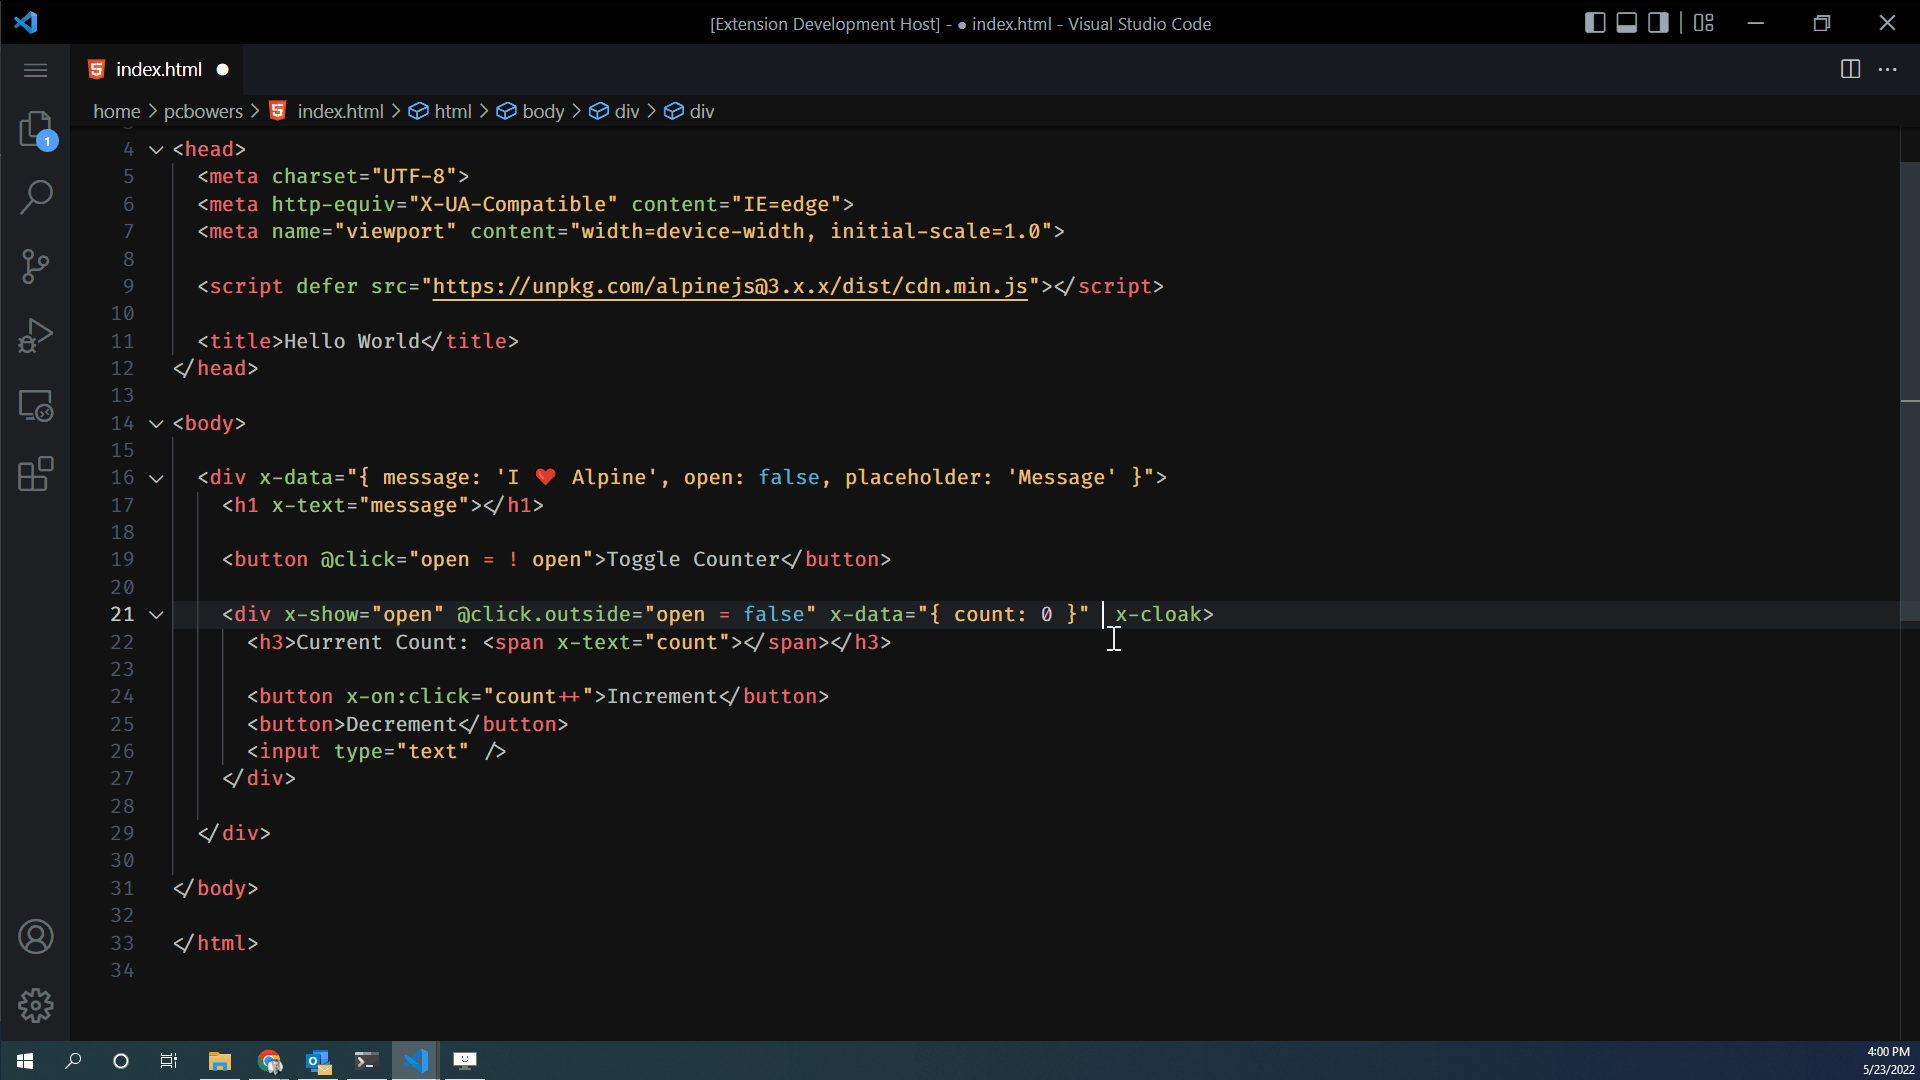 [Extension Development Host] - ● index.html - Visual Studio Code
index.html ●
home > pcbowers > index.html > html > body > div > div
1
4 <head>
5 <meta charset="UTF-8">
6 <meta http-equiv="X-UA-Compatible" content="IE=edge">
7 <meta name="viewport" content="width=device-width, initial-scale=1.0">
8
9 <script defer src="https://unpkg.com/alpinejs@3.x.x/dist/cdn.min.js"></script>
10
11 <title>Hello World</title>
12 </head>
13
14 <body>
15
16 <div x-data="{ message: 'I ❤️ Alpine', open: false, placeholder: 'Message' }">
17 <h1 x-text="message"></h1>
18
19 <button @click="open = ! open">Toggle Counter</button>
20
21 <div x-show="open" @click.outside="open = false" x-data="{ count: 0 }"  x-cloak>
22 <h3>Current Count: <span x-text="count"></span></h3>
23
24 <button x-on:click="count++">Increment</button>
25 <button>Decrement</button>
26 <input type="text" />
27 </div>
28
29 </div>
30
31 </body>
32
33 </html>
34
4:00 PM
5/23/2022